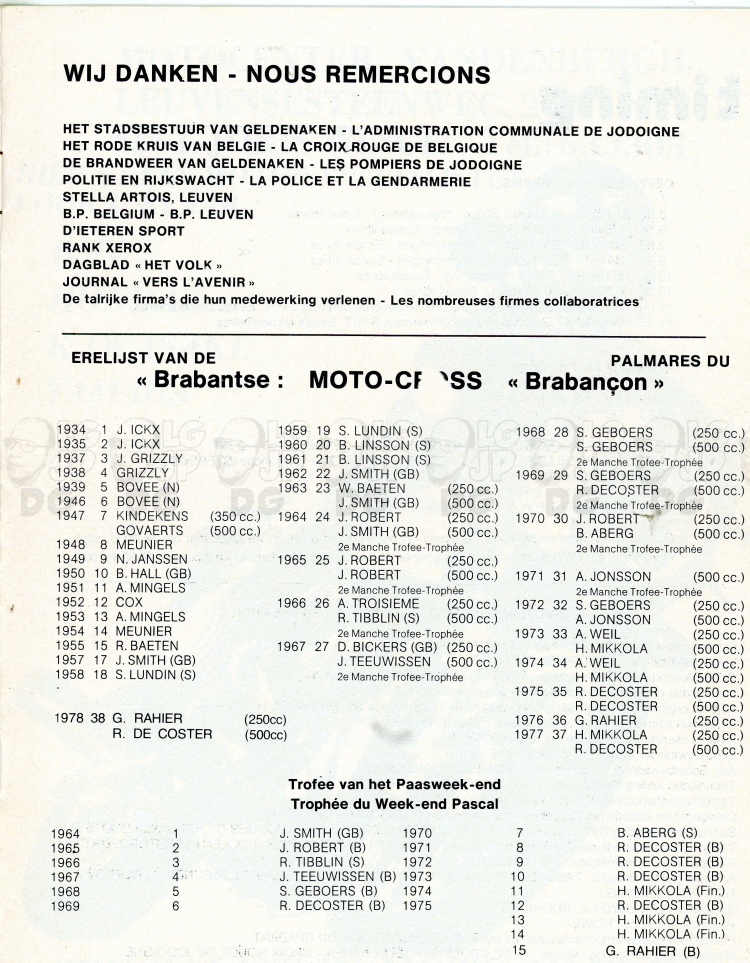 WIJ DANKEN - NOUS REMERCIONS
HET STADSBESTUUR VAN GELDENAKEN - L'ADMINISTRATION COMMUNALE DE JODOIGNE
HET RODE KRUIS VAN BELGIE - LA CROIX ROUGE DE BELGIQUE
DE BRANDWEER VAN GELDENAKEN - LES POMPIERS DE JODOIGNE
POLITIE EN RIJKSWACHT - LA POLICE ET LA GENDARMERIE
STELLA ARTOIS, LEUVEN
B.P. BELGIUM - B.P. LEUVEN
D'IETEREN SPORT
RANK XEROX
DAGBLAD « HET VOLK »
JOURNAL « VERS L'AVENIR »
De talrijke firma's die hun medewerking verlenen - Les nombreuses firmes collaboratrices
ERELIJST VAN DE
PALMARES DU
« Brabantse : MOTO-CR SS « Brabançon »
1934 1 J. ICKX
1935 2 J. ICKX
1937 3 J. GRIZZLY
1938 4 GRIZZLY
1939 5 BOVEE (N)
1946 6 BOVEE (N)
1947 7 KINDEKENS (350 cc.)
GOVAERTS (500 cc.)
1948 8 MEUNIER
1949 9 N. JANSSEN
1950 10 B. HALL (GB)
1951 11 A. MINGELS
1952 12 COX
1953 13 A. MINGELS
1954 14 MEUNIER
1955 15 R. BAETEN
1957 17 J. SMITH (GB)
1958 18 S. LUNDIN (S)
1978 38 G. RAHIER (250cc)
R. DE COSTER (500cc)
1959 19 S. LUNDIN (S)
1960 20 B. LINSSON (S)
1961 21 B. LINSSON (S)
1962 22 J. SMITH (GB)
1963 23 W. BAETEN (250 cc.)
J. SMITH (GB) (500 cc.)
1964 24 J. ROBERT (250 cc.)
J. SMITH (GB) (500 cc.)
2e Manche Trofee-Trophée
1965 25 J. ROBERT (250 cc.)
J. ROBERT (500 cc.)
2e Manche Trofee-Trophée
1966 26 A. TROISIEME (250 cc.)
R. TIBBLIN (S) (500 cc.)
2e Manche Trofee-Trophée
1967 27 D. BICKERS (GB) (250 cc.)
J. TEEUWISSEN (500 cc.)
2e Manche Trofee-Trophée
1968 28 S. GEBOERS (250 cc.)
S. GEBOERS (500 cc.)
2e Manche Trofee-Trophée
1969 29 S. GEBOERS (250 cc.)
R. DECOSTER (500 cc.)
2e Manche Trofee-Trophée
1970 30 J. ROBERT (250 cc.)
B. ABERG (500 cc.)
2e Manche Trofee-Trophée
1971 31 A. JONSSON (500 cc.)
2e Manche Trofee-Trophée
1972 32 S. GEBOERS (250 cc.)
A. JONSSON (500 cc.)
1973 33 A. WEIL (250 cc.)
H. MIKKOLA (500 cc.)
1974 34 A. WEIL (250 cc.)
H. MIKKOLA (500 cc.)
1975 35 R. DECOSTER (250 cc.)
R. DECOSTER (500 cc.)
1976 36 G. RAHIER (250 cc.)
1977 37 H. MIKKOLA (250 cc.)
R. DECOSTER (500 cc.)
Trofee van het Paasweek-end
Trophée du Week-end Pascal
1964 1 J. SMITH (GB) 1970 7 B. ABERG (S)
1965 2 J. ROBERT (B) 1971 8 R. DECOSTER (B)
1966 3 R. TIBBLIN (S) 1972 9 R. DECOSTER (B)
1967 4 J. TEEUWISSEN (B) 1973 10 R. DECOSTER (B)
1968 5 S. GEBOERS (B) 1974 11 H. MIKKOLA (Fin.)
1969 6 R. DECOSTER (B) 1975 12 R. DECOSTER (B)
13 H. MIKKOLA (Fin.)
14 H. MIKKOLA (Fin.)
15 G. RAHIER (B)